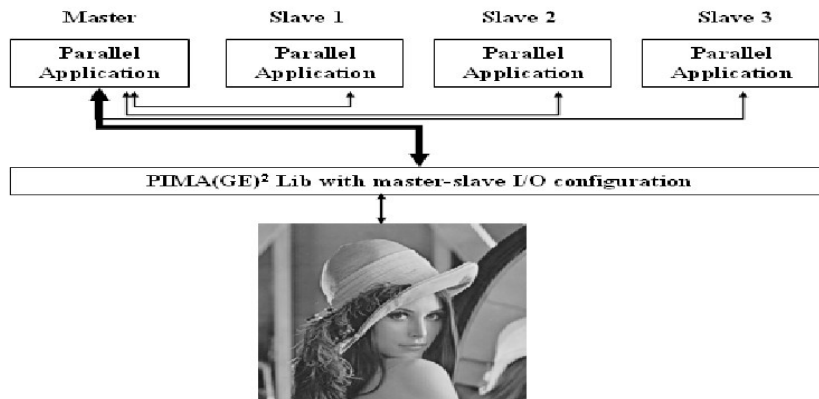 Master Slave 1 Slave 2 Slave 3
Parallel Parallel Parallel Parallel
Application Application Application Application
PIMA(GE)² Lib with master-slave I/O configuration